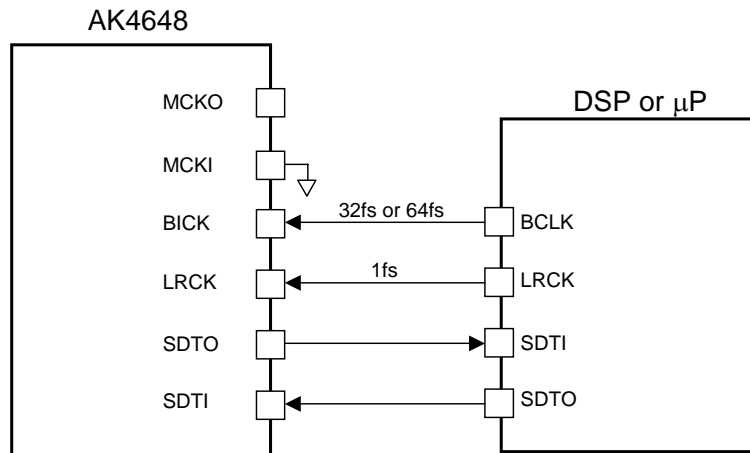 AK4648
DSP or μP
MCKO
MCKI
BICK
32fs or 64fs
BCLK
LRCK
1fs
LRCK
SDTO
SDTI
SDTI
SDTO